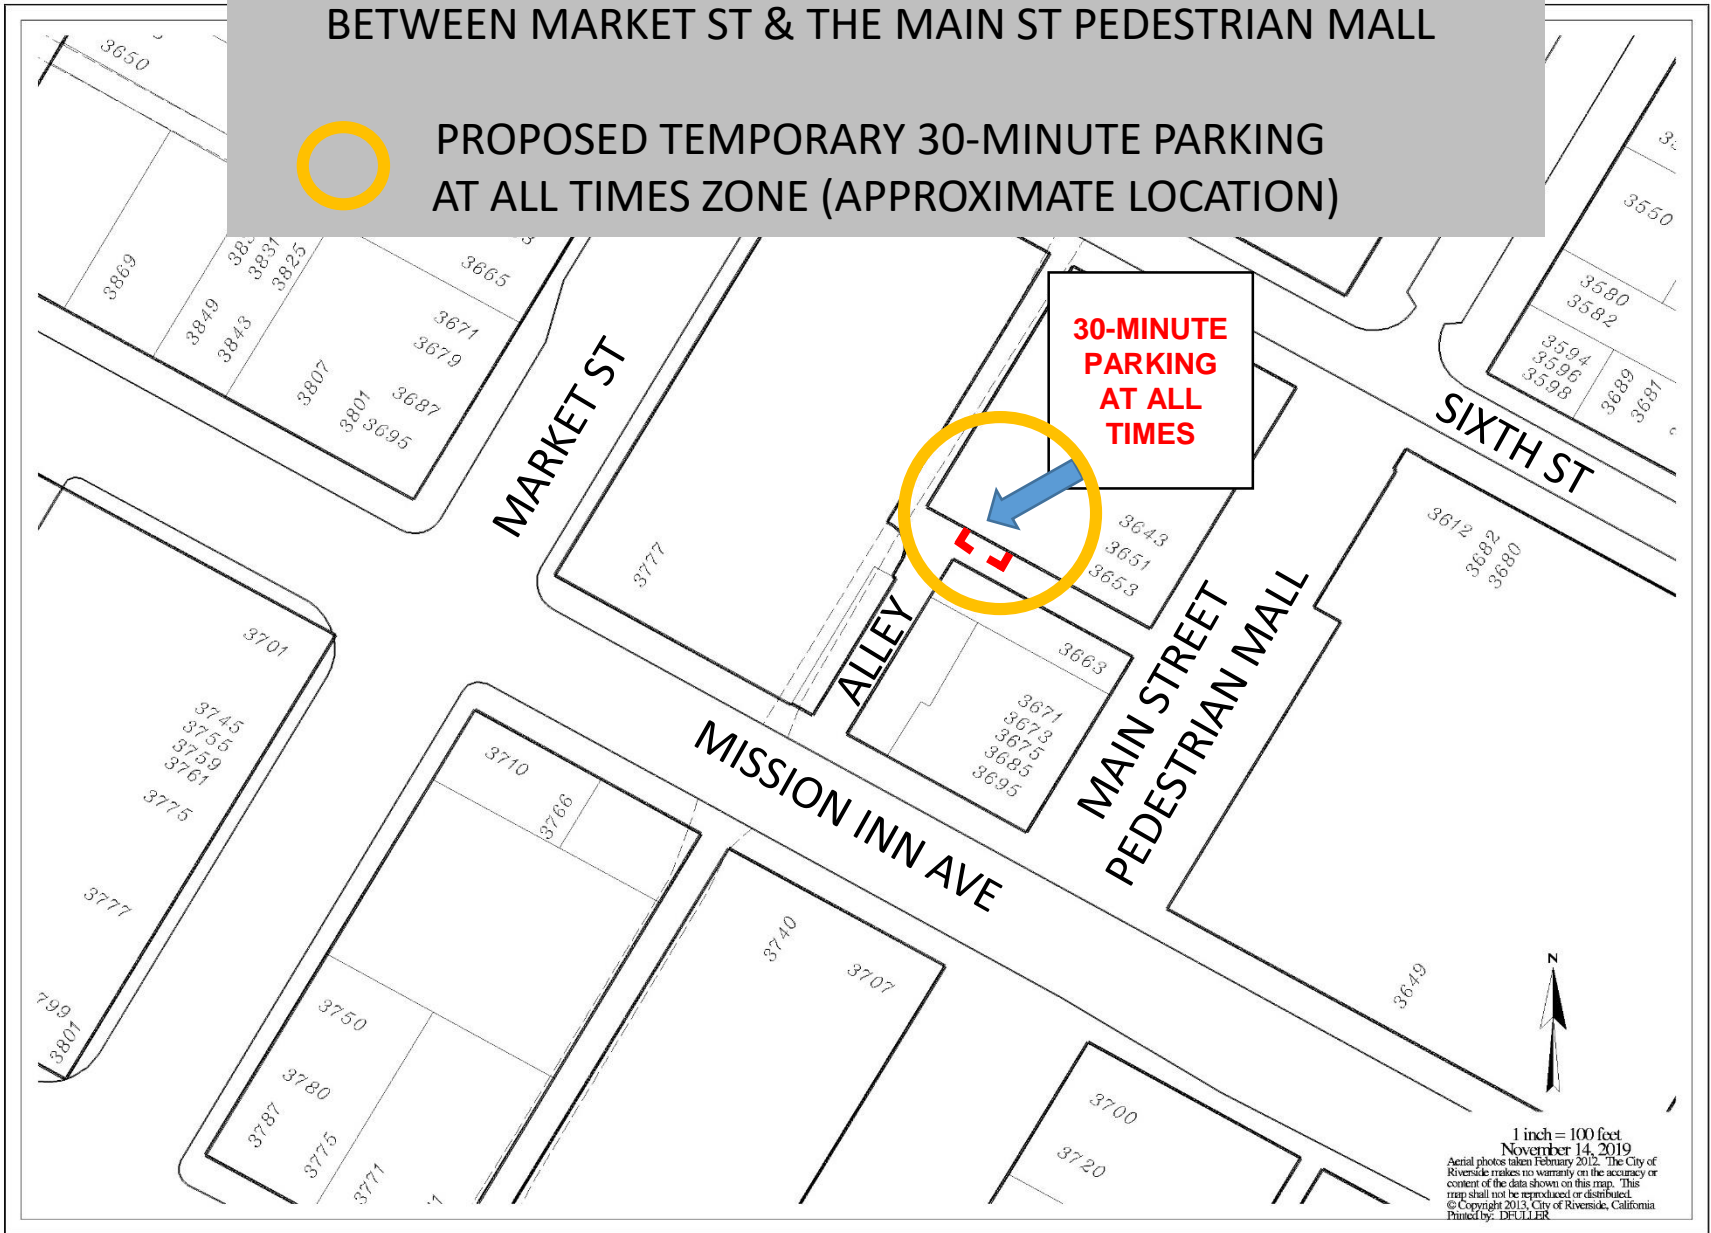 BETWEEN MARKET ST & THE MAIN ST PEDESTRIAN MALL
PROPOSED TEMPORARY 30-MINUTE PARKING
AT ALL TIMES ZONE (APPROXIMATE LOCATION)
3650
3869
3849
3843
3831
3825
3665
3671
3679
3687
3695
3807
3801
MARKET ST
30-MINUTE
PARKING
AT ALL
TIMES
3550
3580
3582
3594
3596
3598
3689
3681
SIXTH ST
3612
3682
3680
3643
3651
3653
3777
ALLEY
3663
3671
3673
3675
3685
3695
MAIN STREET
PEDESTRIAN MALL
MISSION INN AVE
3701
3745
3755
3759
3761
3775
3777
3801
3710
3766
3740
3707
3750
3780
3787
3775
3771
3649
3700
3720
N
1 inch = 100 feet
November 14, 2019
Aerial photos taken February 2012. The City of
Riverside makes no warranty on the accuracy or
content of the data shown on this map. This
map shall not be reproduced or distributed.
© Copyright 2013, City of Riverside, California
Printed by: DFULLER